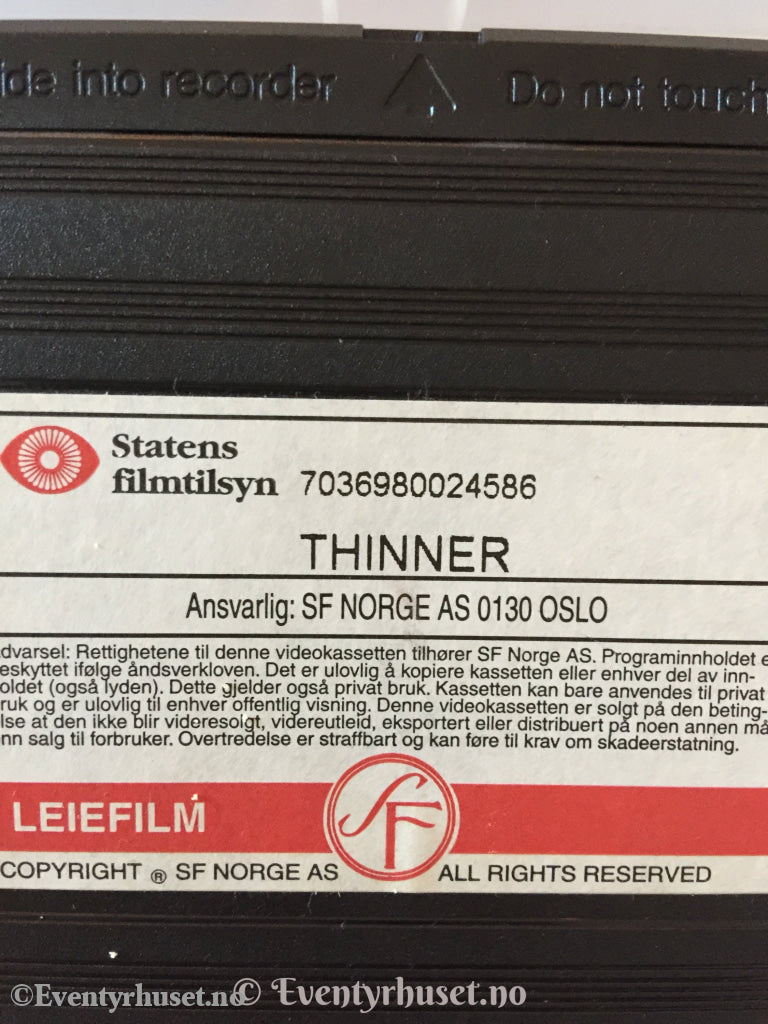 into recorder Do not touch
Statens
filmtilsyn 7036980024586
THINNER
Ansvarlig: SF NORGE AS 0130 OSLO
dvarsel: Rettighetene til denne videokassetten tilhører SF Norge AS. Programinnholdet e
eskyttet ifølge åndsverkloven. Det er ulovlig å kopiere kassetten eller enhver del av inn-
oldet (også lyden). Dette gjelder også privat bruk. Kassetten kan bare anvendes til privat
ruk og er ulovlig til enhver offentlig visning. Denne videokassetten er solgt på den beting-
lse at den ikke blir videresolgt, videreutleid, eksportert eller distribuert på noen annen må
nn salg til forbruker. Overtredelse er straffbart og kan føre til krav om skadeerstatning.
LEIEFILM
SF
COPYRIGHT ® SF NORGE AS ALL RIGHTS RESERVED
©Eventyrhuset.no © Eventyrhuset.no